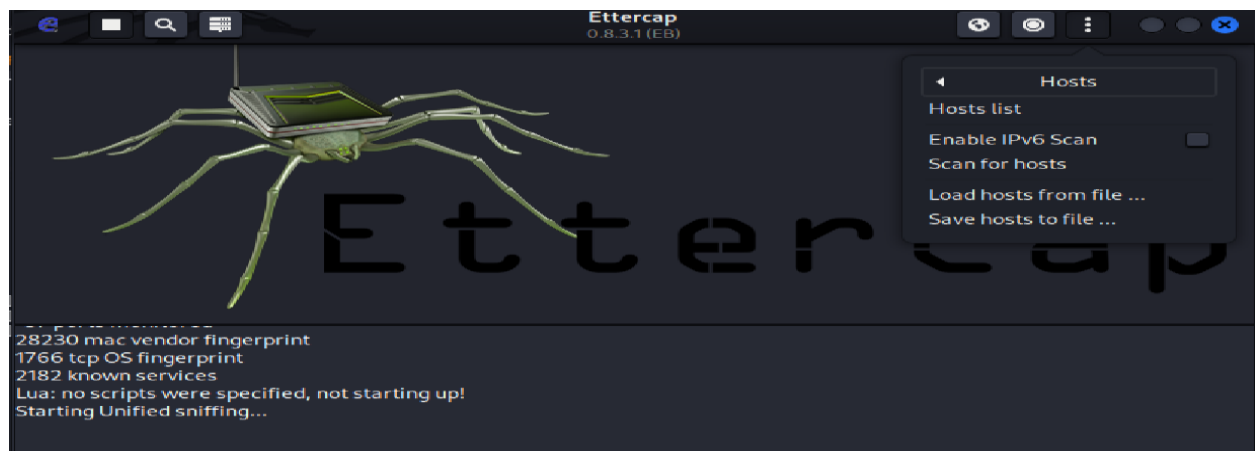 Ettercap
0.8.3.1 (EB)
Hosts
Hosts list
Enable IPv6 Scan
Scan for hosts
Load hosts from file ...
Save hosts to file ...
Ettercap
28230 mac vendor fingerprint
1766 tcp OS fingerprint
2182 known services
Lua: no scripts were specified, not starting up!
Starting Unified sniffing...